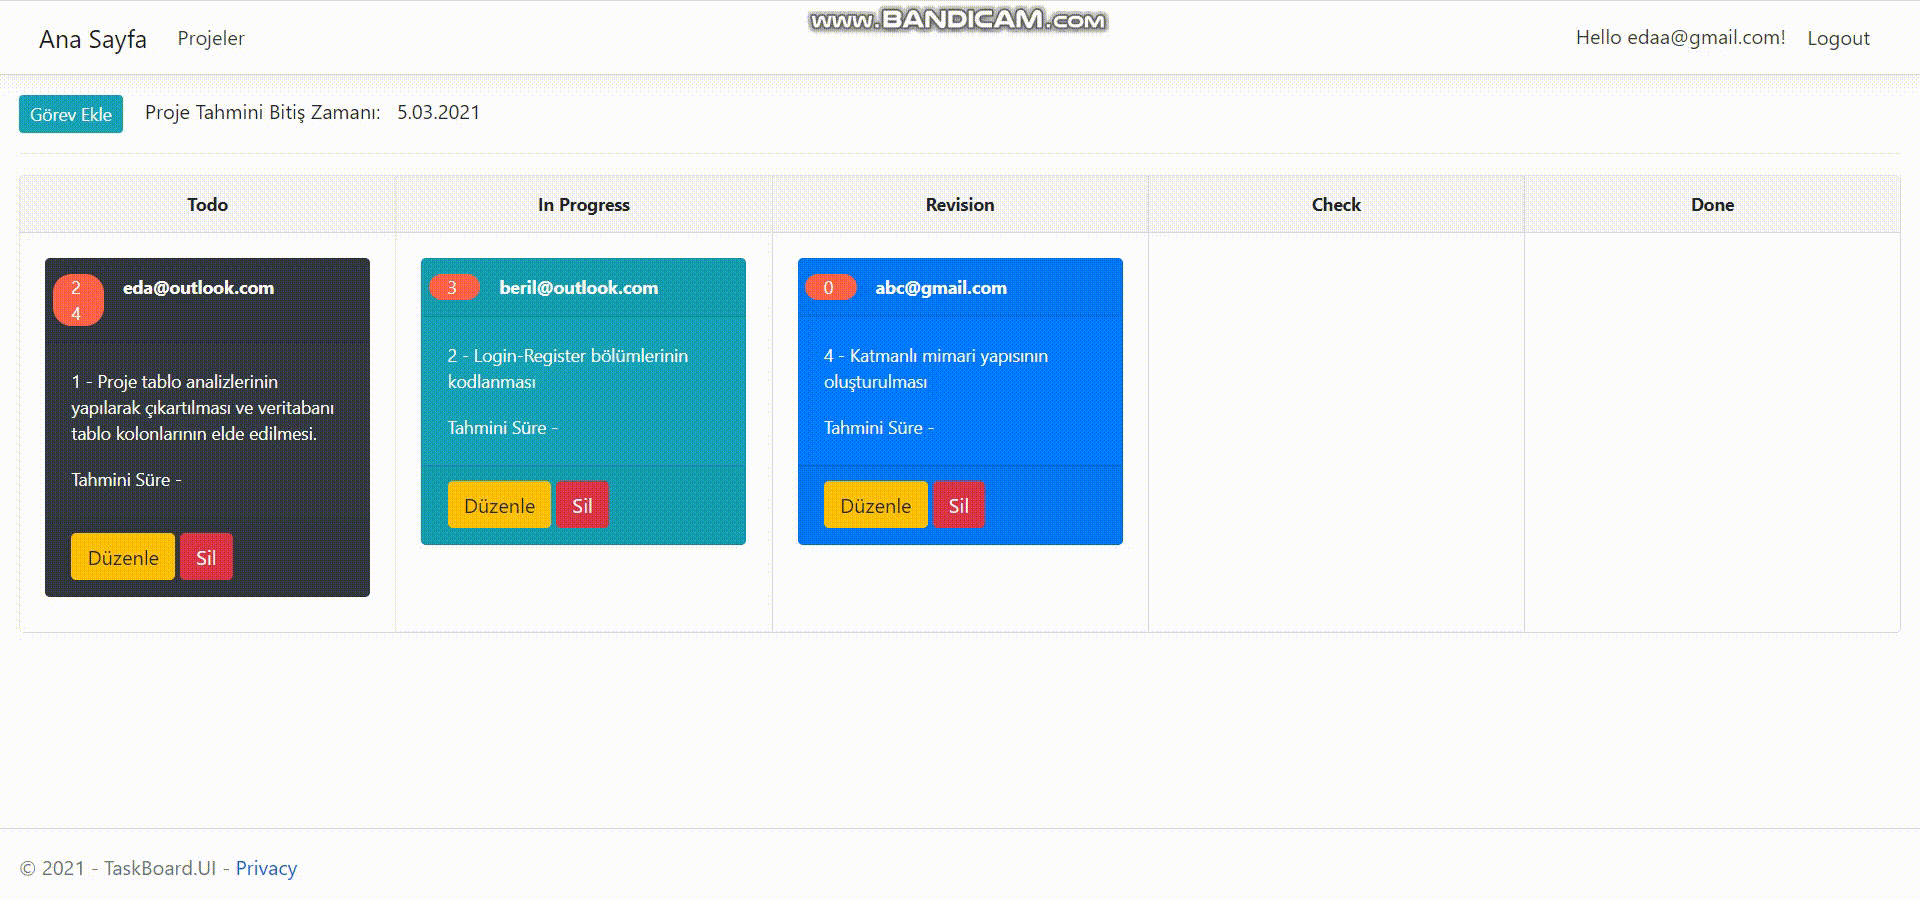 www.BANDICAM.com
Ana Sayfa Projeler Hello edaa@gmail.com! Logout
Görev Ekle Proje Tahmini Bitiş Zamanı: 5.03.2021
Todo In Progress Revision Check Done
2
4
eda@outlook.com
1 - Proje tablo analizlerinin
yapılarak çıkartılması ve veritabanı
tablo kolonlarının elde edilmesi.
Tahmini Süre -
Düzenle Sil
3 beril@outlook.com
2 - Login-Register bölümlerinin
kodlanması
Tahmini Süre -
Düzenle Sil
0 abc@gmail.com
4 - Katmanlı mimari yapısının
oluşturulması
Tahmini Süre -
Düzenle Sil
© 2021 - TaskBoard.UI - Privacy